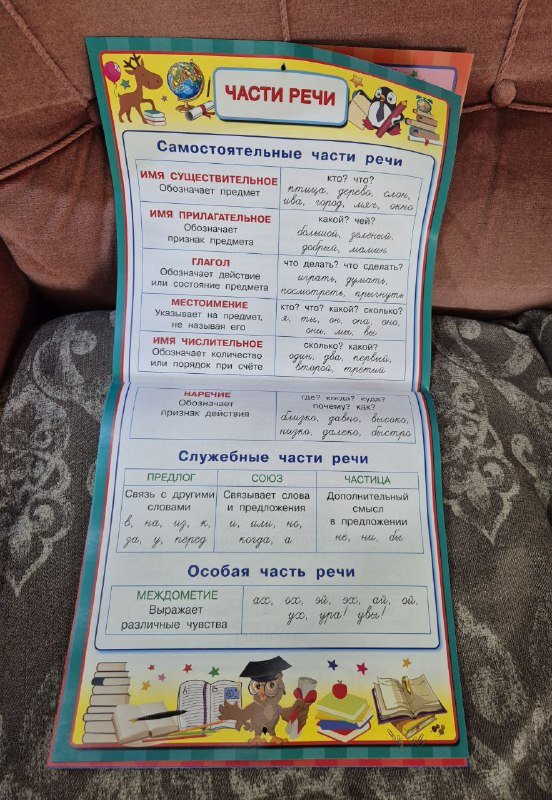 ЧАСТИ РЕЧИ
Самостоятельные части речи
ИМЯ СУЩЕСТВИТЕЛЬНОЕ
Обозначает предмет
кто? что?
птица, дерево, слон,
ива, город, мяч, окно
ИМЯ ПРИЛАГАТЕЛЬНОЕ
Обозначает
признак предмета
какой? чей?
большой, зелёный,
добрый, мамин
ГЛАГОЛ
Обозначает действие
или состояние предмета
что делать? что сделать?
играть, думать,
посмотреть, прыгнуть
МЕСТОИМЕНИЕ
Указывает на предмет,
не называя его
кто? что? какой? сколько?
я, ты, он, она, оно,
они, мы, вы
ИМЯ ЧИСЛИТЕЛЬНОЕ
Обозначает количество
или порядок при счёте
сколько? какой?
один, два, первый,
второй, третий
НАРЕЧИЕ
Обозначает
признак действия
где? когда? куда?
почему? как?
близко, давно, высоко,
низко, далеко, быстро
Служебные части речи
ПРЕДЛОГ
Связь с другими
словами
в, на, из, к,
за, у, перед
СОЮЗ
Связывает слова
и предложения
и, или, но,
когда, а
ЧАСТИЦА
Дополнительный
смысл
в предложении
не, ни, бы
Особая часть речи
МЕЖДОМЕТИЕ
Выражает
различные чувства
ах, ох, эй, эх, ай, ой,
ух, ура! увы!